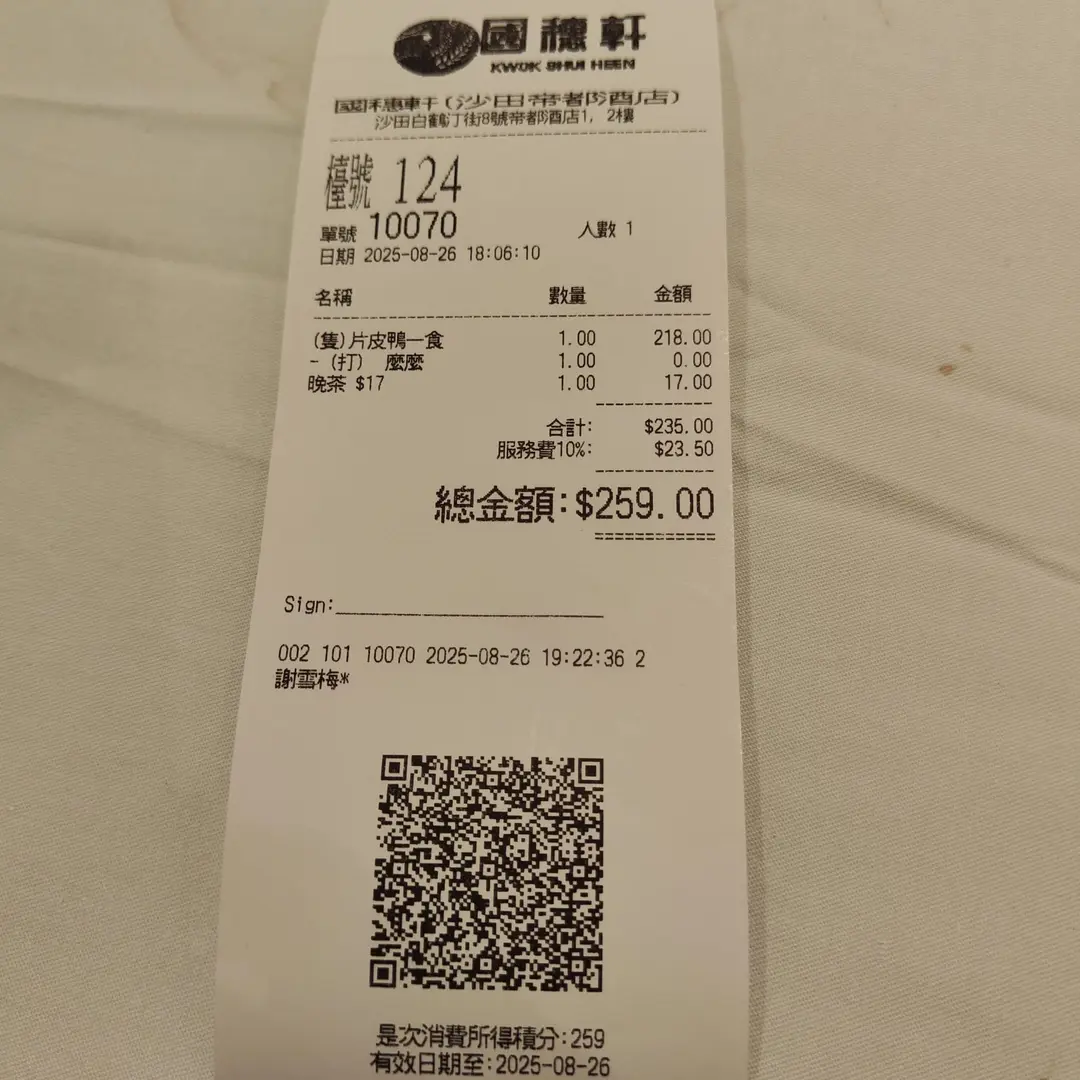 國穗軒
KWOK SHUI HEEN
國穗軒(沙田帝都酒店)
沙田白鶴汀街8號帝都酒店1, 2樓
檯號 124
單號 10070 人數 1
日期 2025-08-26 18:06:10
名稱 數量 金額
(隻)片皮鴨一食 1.00 218.00
- (打) 麼麼 1.00 0.00
晚茶 $17 1.00 17.00
合計: $235.00
服務費10%: $23.50
總金額:$259.00
Sign:
002 101 10070 2025-08-26 19:22:36 2
謝雪梅*
是次消費所得積分:259
有效日期至:2025-08-26